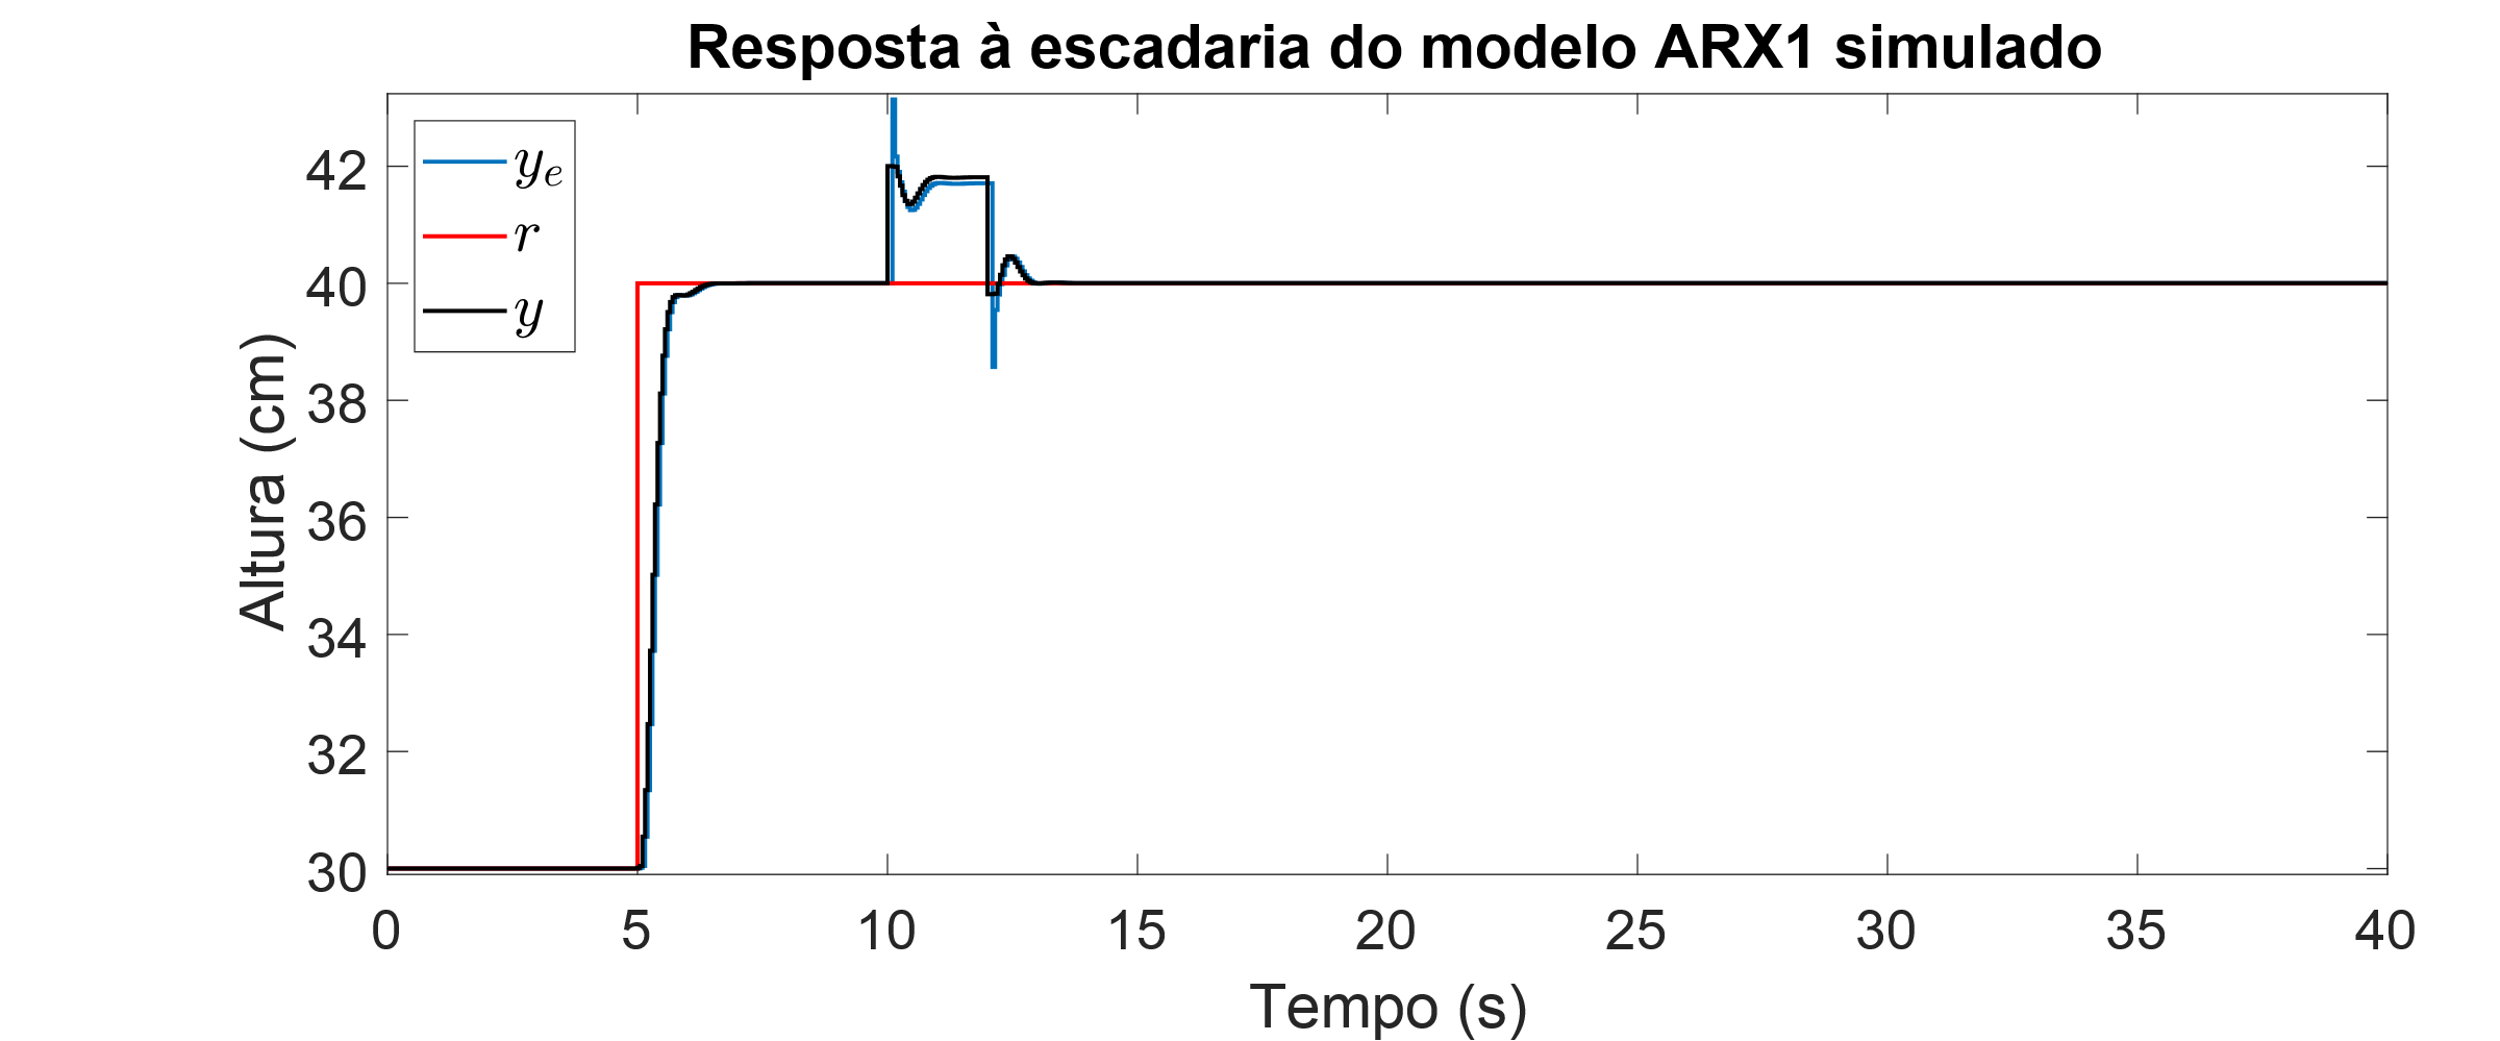 Resposta à escadaria do modelo ARX1 simulado
y_e
r
y
Altura (cm)
42
40
38
36
34
32
30
0 5 10 15 20 25 30 35 40
Tempo (s)